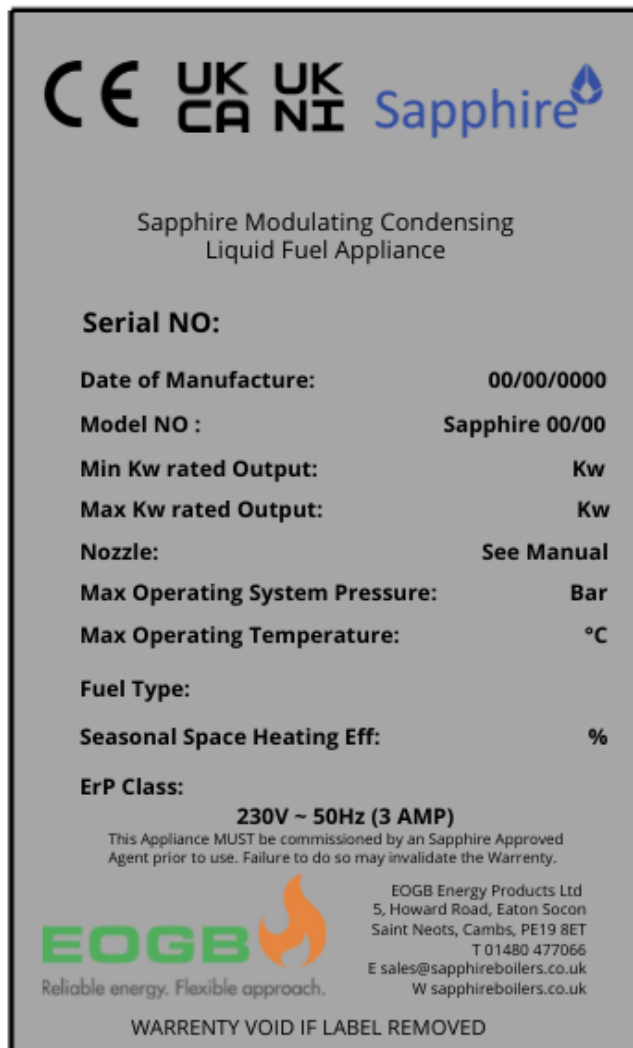 CE UK CA UK NI Sapphire
Sapphire Modulating Condensing
Liquid Fuel Appliance
Serial NO:
Date of Manufacture: 00/00/0000
Model NO : Sapphire 00/00
Min Kw rated Output: Kw
Max Kw rated Output: Kw
Nozzle: See Manual
Max Operating System Pressure: Bar
Max Operating Temperature: °C
Fuel Type:
Seasonal Space Heating Eff: %
ErP Class:
230V ~ 50Hz (3 AMP)
This Appliance MUST be commissioned by an Sapphire Approved
Agent prior to use. Failure to do so may invalidate the Warrenty.
EOGB
Reliable energy. Flexible approach.
EOGB Energy Products Ltd
5, Howard Road, Eaton Socon
Saint Neots, Cambs, PE19 8ET
T 01480 477066
E sales@sapphireboilers.co.uk
W sapphireboilers.co.uk
WARRENTY VOID IF LABEL REMOVED